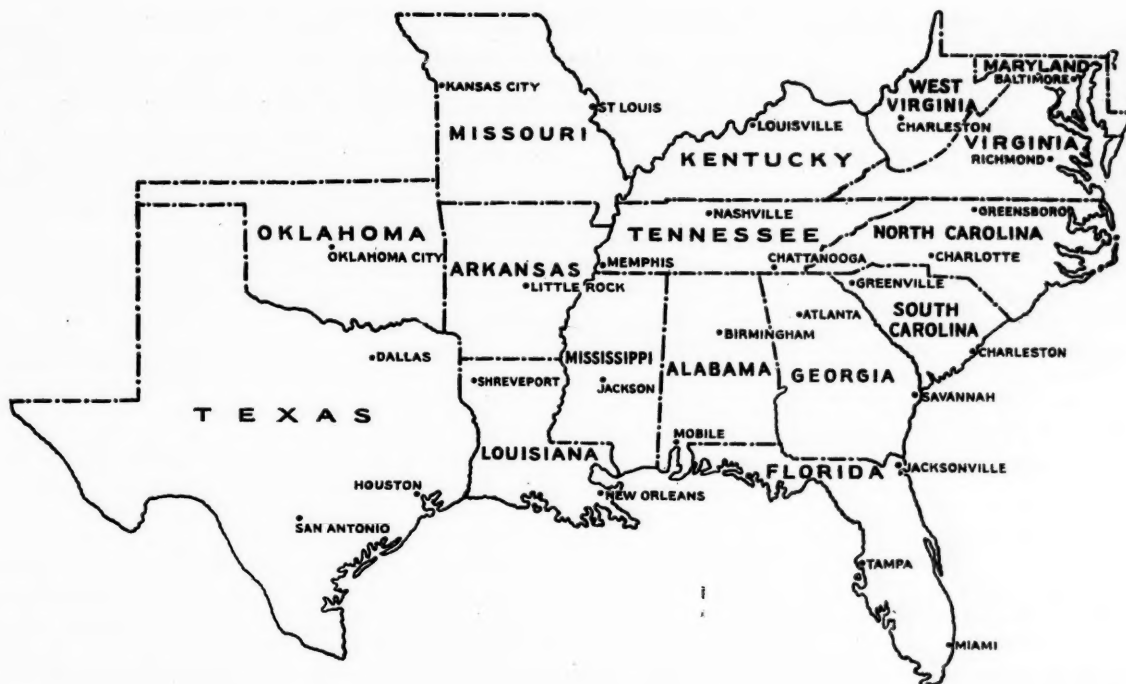 MARYLAND
BALTIMORE
WEST
VIRGINIA
CHARLESTON
KANSAS CITY
ST LOUIS
MISSOURI
LOUISVILLE
KENTUCKY
VIRGINIA
RICHMOND
OKLAHOMA
OKLAHOMA CITY
ARKANSAS
LITTLE ROCK
NASHVILLE
TENNESSEE
MEMPHIS
CHATTANOOGA
GREENSBORO
NORTH CAROLINA
CHARLOTTE
GREENVILLE
SOUTH
CAROLINA
CHARLESTON
ATLANTA
BIRMINGHAM
DALLAS
MISSISSIPPI
ALABAMA
GEORGIA
SHREVEPORT
JACKSON
SAVANNAH
TEXAS
LOUISIANA
MOBILE
FLORIDA
JACKSONVILLE
HOUSTON
NEW ORLEANS
SAN ANTONIO
TAMPA
MIAMI